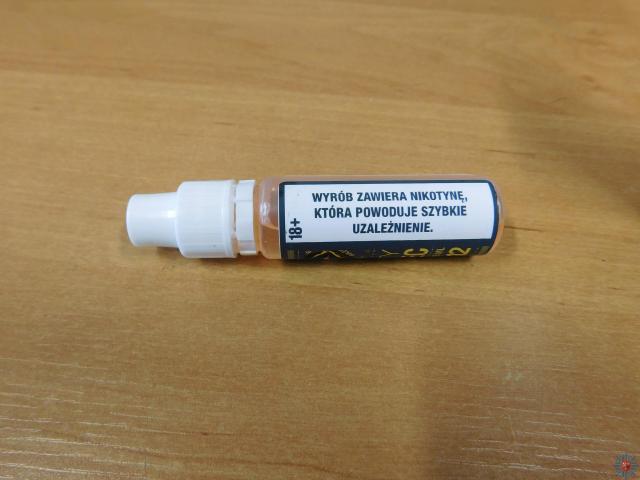 WYRÓB ZAWIERA NIKOTYNĘ,
KTÓRA POWODUJE SZYBKIE
UZALEŻNIENIE.
18+